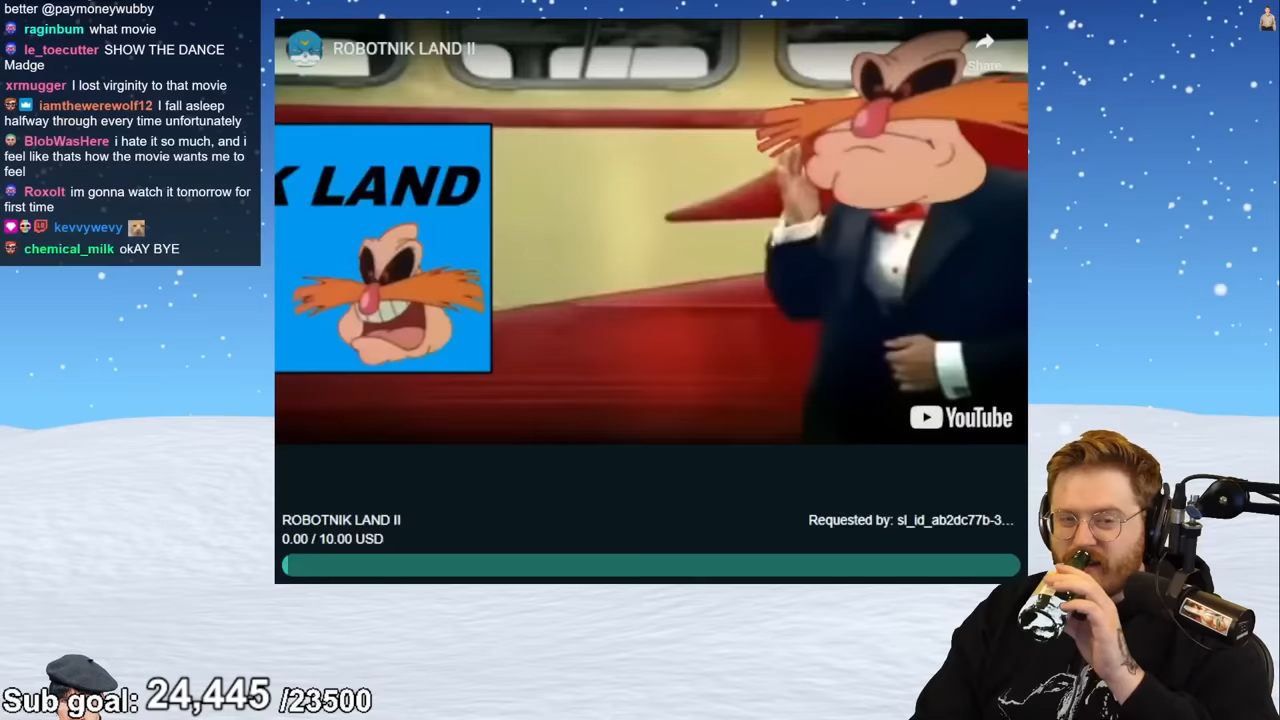 better @paymoneywubby
raginbum what movie
le_toecutter SHOW THE DANCE
Madge
xrmugger I lost virginity to that movie
iamthewerewolf12 I fall asleep
halfway through every time unfortunately
BlobWasHere i hate it so much, and i
feel like thats how the movie wants me to
feel
Roxolt im gonna watch it tomorrow for
first time
kevvywevy
chemical_milk okAY BYE
ROBOTNIK LAND II
Share
K LAND
YouTube
ROBOTNIK LAND II
Requested by: sl_id_ab2dc77b-3...
0.00 / 10.00 USD
Sub goal: 24,445 /23500